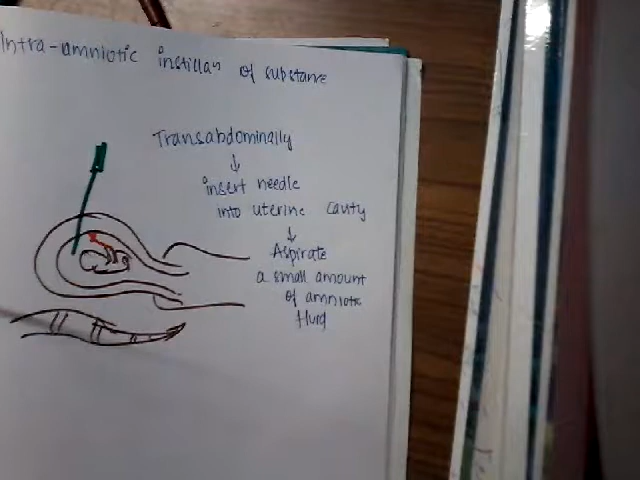 Intra-amniotic instillan of substance
Transabdominally
↓
insert needle
into uterine cavity
↓
Aspirate
a small amount
of amniotic
fluid